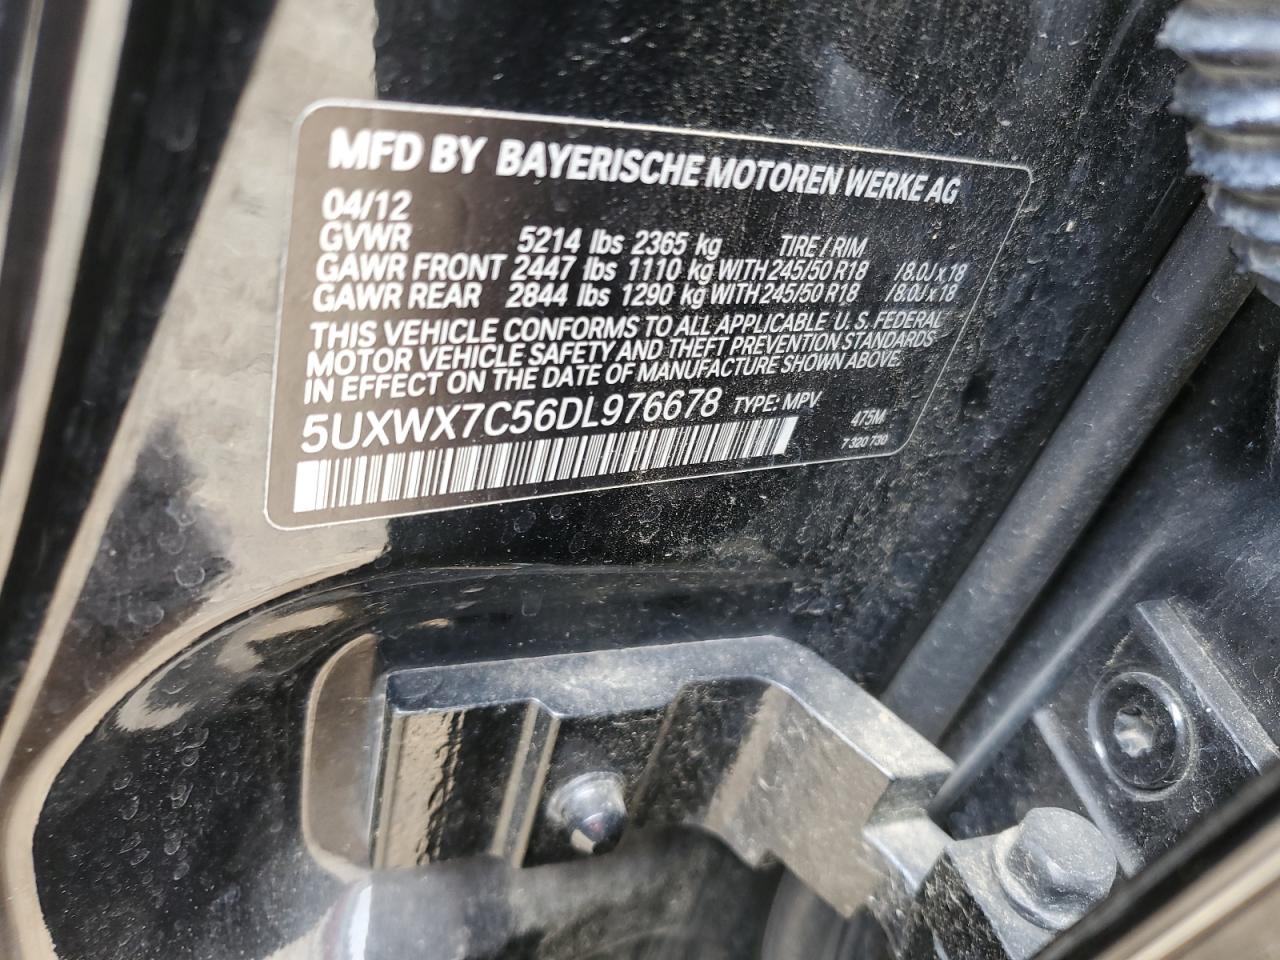 MFD BY BAYERISCHE MOTOREN WERKE AG
04/12
GVWR 5214 lbs 2365 kg TIRE / RIM
GAWR FRONT 2447 lbs 1110 kg WITH 245/50 R18 /8.0J x 18
GAWR REAR 2844 lbs 1290 kg WITH 245/50 R18 /8.0J x 18
THIS VEHICLE CONFORMS TO ALL APPLICABLE U.S. FEDERAL
MOTOR VEHICLE SAFETY AND THEFT PREVENTION STANDARDS
IN EFFECT ON THE DATE OF MANUFACTURE SHOWN ABOVE.
5UXWX7C56DL976678 TYPE: MPV 475M
7 320 730